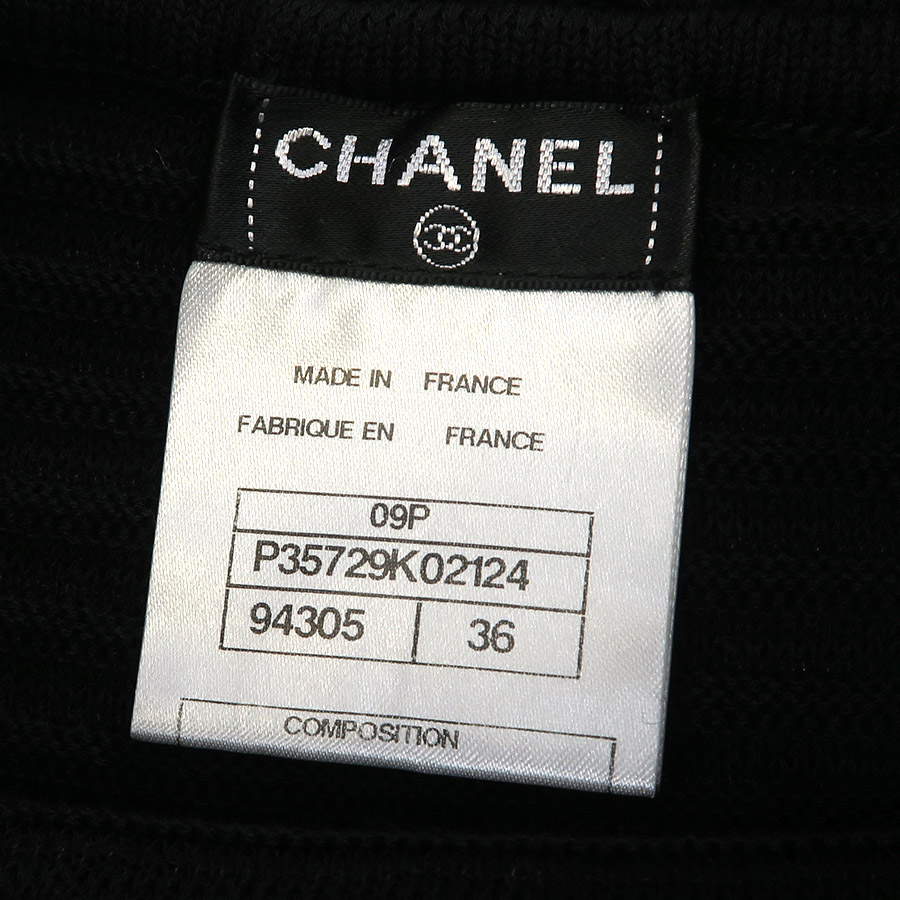 CHANEL
MADE IN FRANCE
FABRIQUE EN FRANCE
09P
P35729K02124
94305 36
COMPOSITION